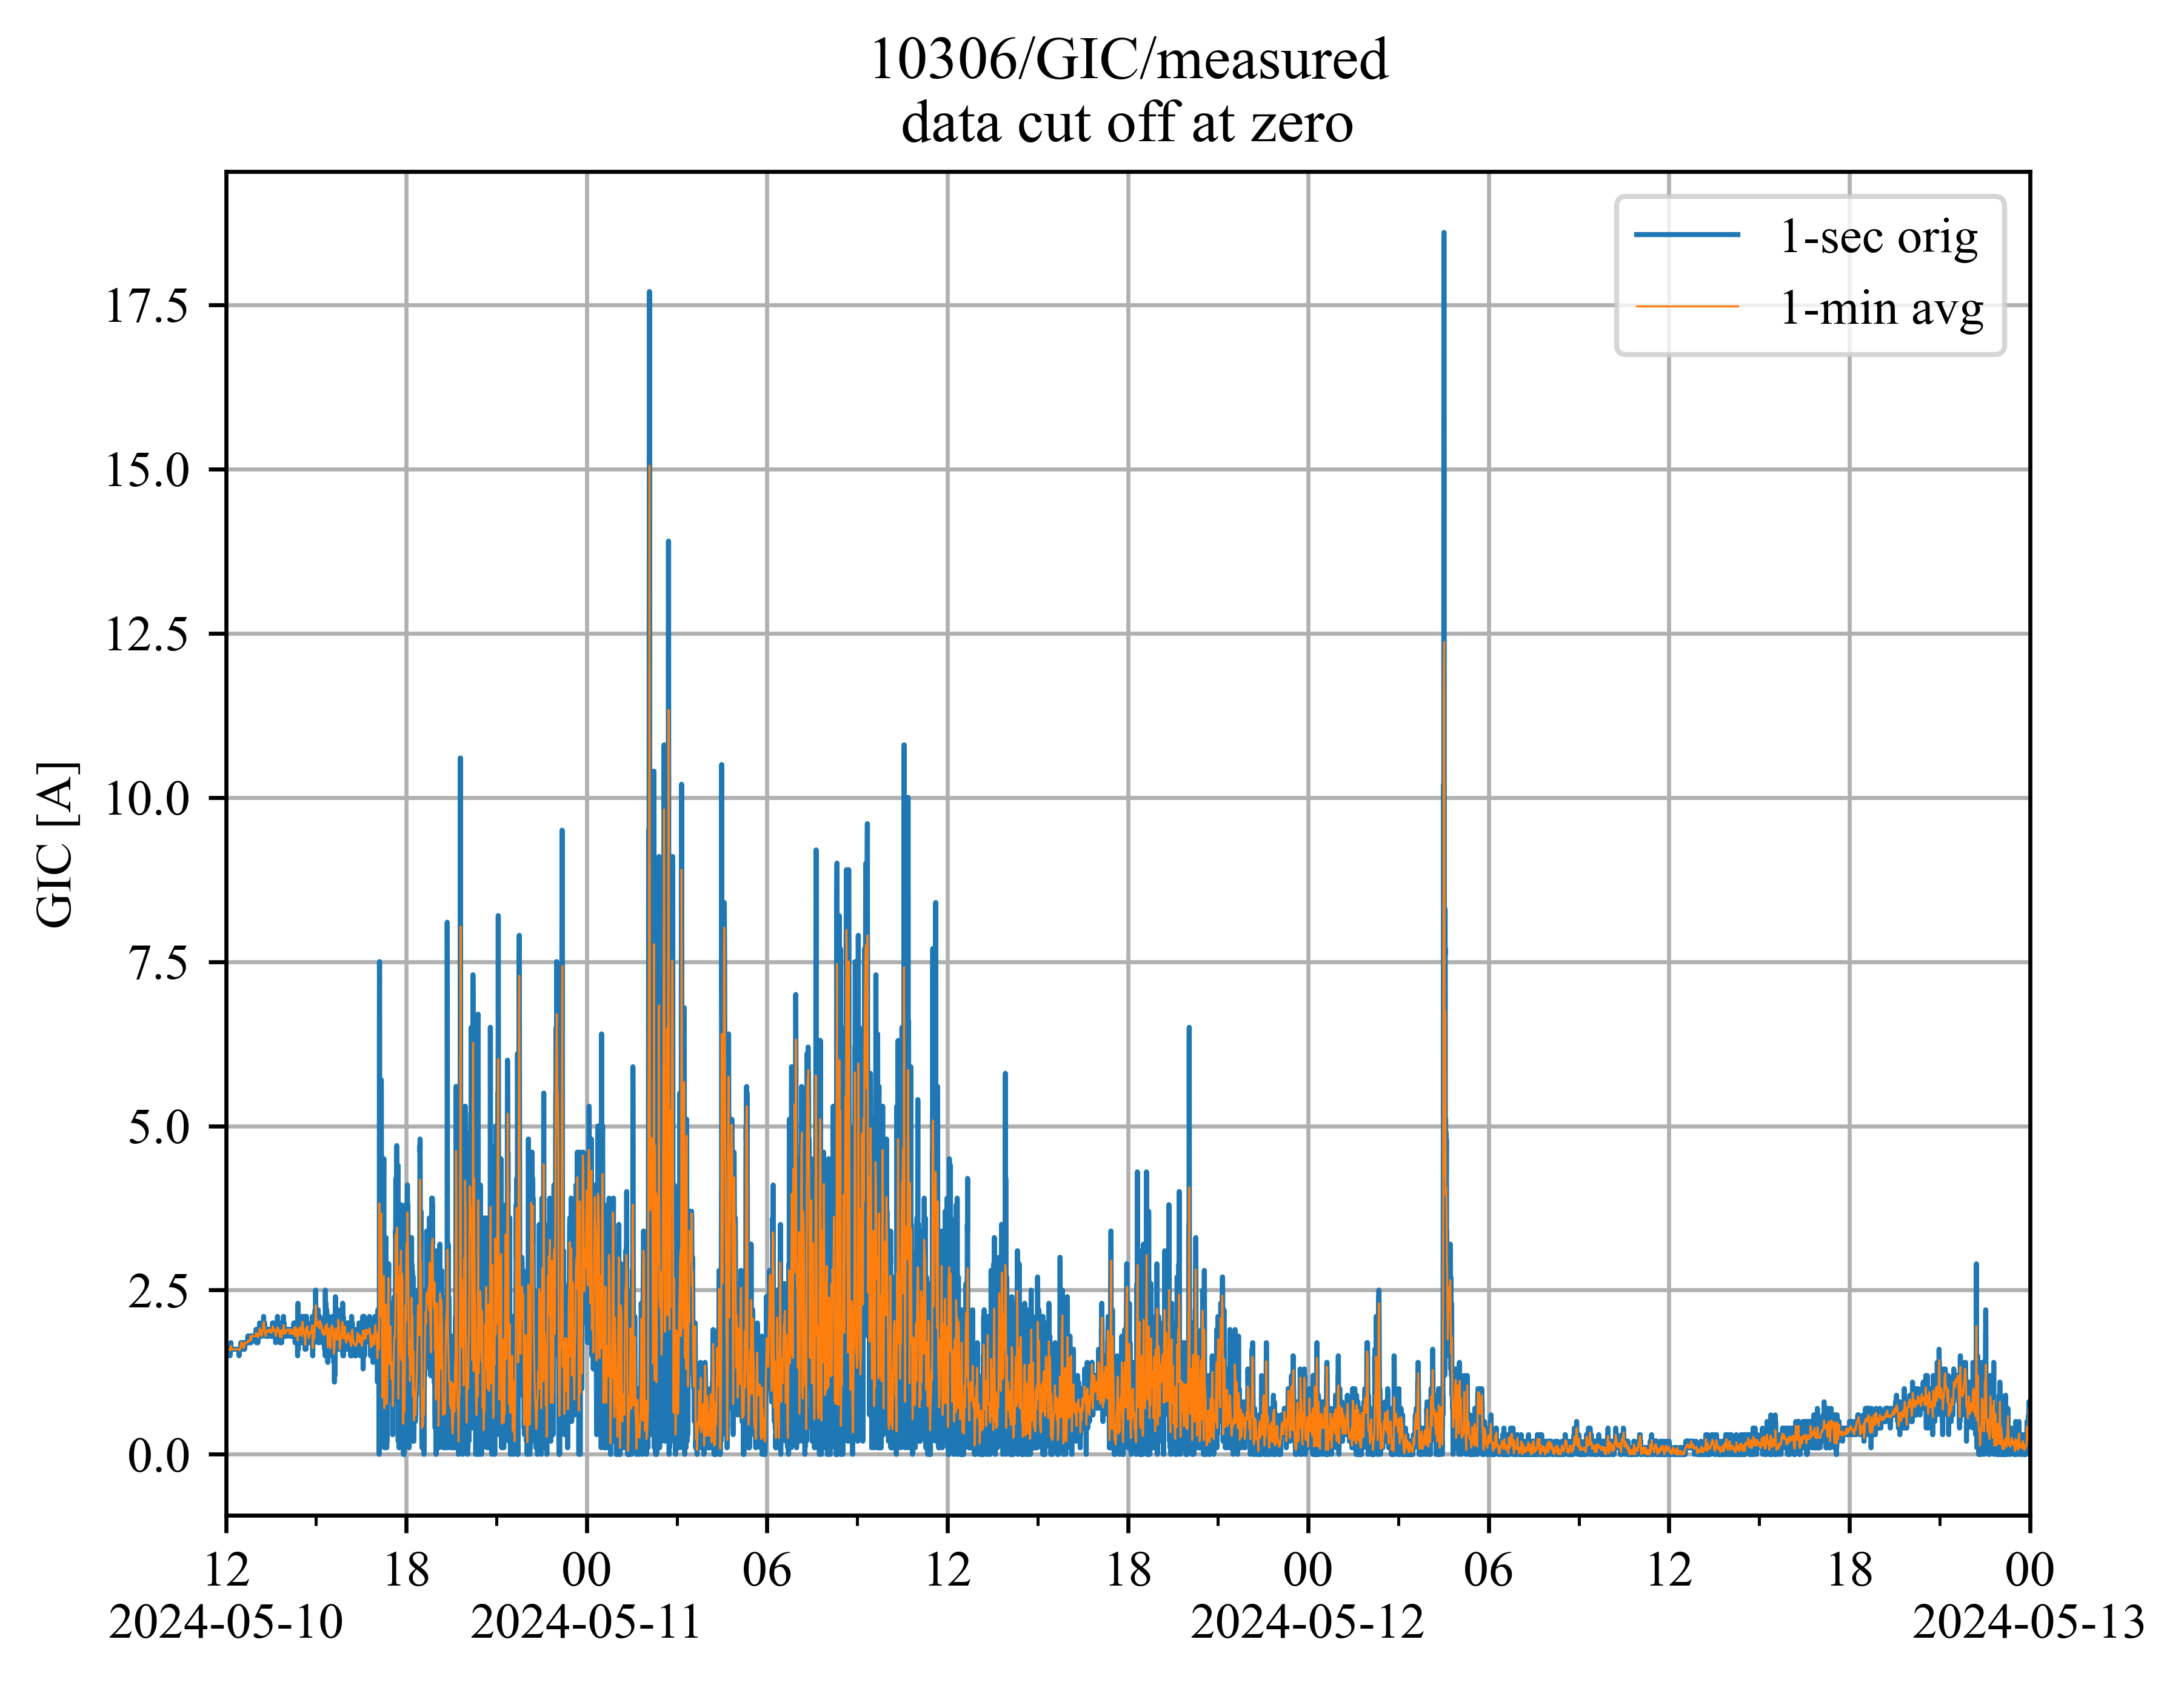 10306/GIC/measured
data cut off at zero
1-sec orig
1-min avg
GIC [A]
17.5
15.0
12.5
10.0
7.5
5.0
2.5
0.0
12 18 00 06 12 18 00 06 12 18 00
2024-05-10 2024-05-11 2024-05-12 2024-05-13